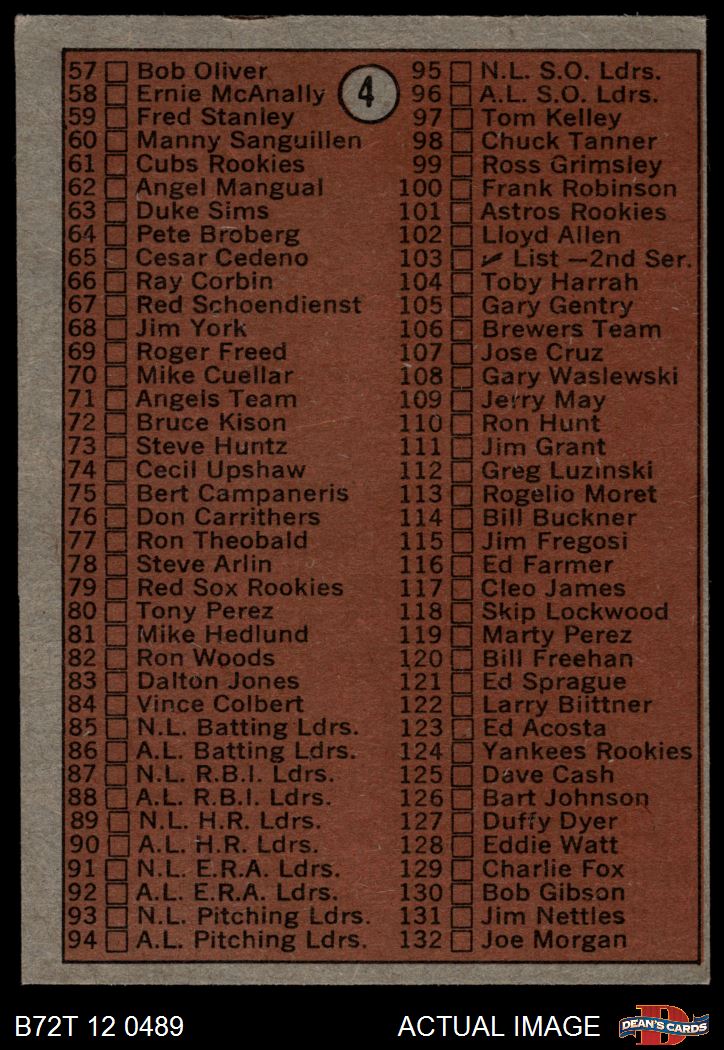 4
57 Bob Oliver
58 Ernie McAnally
59 Fred Stanley
60 Manny Sanguillen
61 Cubs Rookies
62 Angel Mangual
63 Duke Sims
64 Pete Broberg
65 Cesar Cedeno
66 Ray Corbin
67 Red Schoendienst
68 Jim York
69 Roger Freed
70 Mike Cuellar
71 Angels Team
72 Bruce Kison
73 Steve Huntz
74 Cecil Upshaw
75 Bert Campaneris
76 Don Carrithers
77 Ron Theobald
78 Steve Arlin
79 Red Sox Rookies
80 Tony Perez
81 Mike Hedlund
82 Ron Woods
83 Dalton Jones
84 Vince Colbert
85 N.L. Batting Ldrs.
86 A.L. Batting Ldrs.
87 N.L. R.B.I. Ldrs.
88 A.L. R.B.I. Ldrs.
89 N.L. H.R. Ldrs.
90 A.L. H.R. Ldrs.
91 N.L. E.R.A. Ldrs.
92 A.L. E.R.A. Ldrs.
93 N.L. Pitching Ldrs.
94 A.L. Pitching Ldrs.
95 N.L. S.O. Ldrs.
96 A.L. S.O. Ldrs.
97 Tom Kelley
98 Chuck Tanner
99 Ross Grimsley
100 Frank Robinson
101 Astros Rookies
102 Lloyd Allen
103 ✓ List—2nd Ser.
104 Toby Harrah
105 Gary Gentry
106 Brewers Team
107 Jose Cruz
108 Gary Waslewski
109 Jerry May
110 Ron Hunt
111 Jim Grant
112 Greg Luzinski
113 Rogelio Moret
114 Bill Buckner
115 Jim Fregosi
116 Ed Farmer
117 Cleo James
118 Skip Lockwood
119 Marty Perez
120 Bill Freehan
121 Ed Sprague
122 Larry Biittner
123 Ed Acosta
124 Yankees Rookies
125 Dave Cash
126 Bart Johnson
127 Duffy Dyer
128 Eddie Watt
129 Charlie Fox
130 Bob Gibson
131 Jim Nettles
132 Joe Morgan
B72T 12 0489 ACTUAL IMAGE
D
DEAN'S CARDS